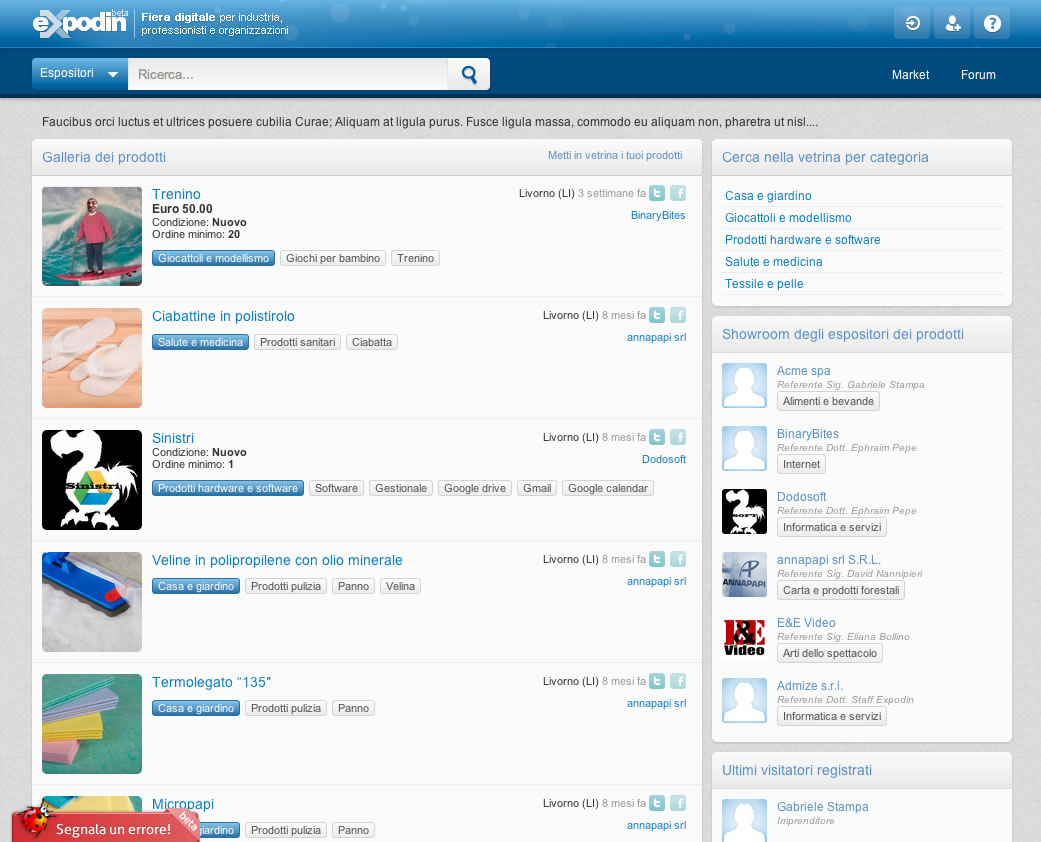 expodin beta
Fiera digitale per industria,
professionisti e organizzazioni
Espositori
Ricerca...
Market
Forum
Faucibus orci luctus et ultrices posuere cubilia Curae; Aliquam at ligula purus. Fusce ligula massa, commodo eu aliquam non, pharetra ut nisl....
Galleria dei prodotti
Metti in vetrina i tuoi prodotti
Trenino
Livorno (LI) 3 settimane fa
Euro 50.00
BinaryBites
Condizione: Nuovo
Ordine minimo: 20
Giocattoli e modellismo Giochi per bambino Trenino
Ciabattine in polistirolo
Livorno (LI) 8 mesi fa
annapapi srl
Salute e medicina Prodotti sanitari Ciabatta
Sinistri
Sinistri
Livorno (LI) 8 mesi fa
Condizione: Nuovo
Dodosoft
Ordine minimo: 1
Prodotti hardware e software Software Gestionale Google drive Gmail Google calendar
Veline in polipropilene con olio minerale
Livorno (LI) 8 mesi fa
annapapi srl
Casa e giardino Prodotti pulizia Panno Velina
Termolegato “135”
Livorno (LI) 8 mesi fa
annapapi srl
Casa e giardino Prodotti pulizia Panno
Micropapi
Livorno (LI) 8 mesi fa
annapapi srl
giardino Prodotti pulizia Panno
Segnala un errore!
beta
Cerca nella vetrina per categoria
Casa e giardino
Giocattoli e modellismo
Prodotti hardware e software
Salute e medicina
Tessile e pelle
Showroom degli espositori dei prodotti
Acme spa
Referente Sig. Gabriele Stampa
Alimenti e bevande
BinaryBites
Referente Dott. Ephraim Pepe
Internet
SOFT
Dodosoft
Referente Dott. Ephraim Pepe
Informatica e servizi
AP
ANNAPAPI
annapapi srl S.R.L.
Referente Sig. David Nannipieri
Carta e prodotti forestali
E&E
Video
E&E Video
Referente Sig. Eliana Bollino
Arti dello spettacolo
Admize s.r.l.
Referente Dott. Staff Expodin
Informatica e servizi
Ultimi visitatori registrati
Gabriele Stampa
Imprenditore